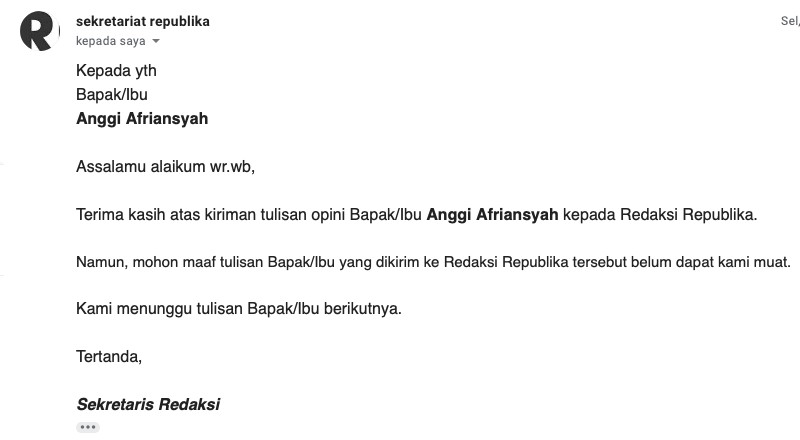 sekretariat republika
Sel,
kepada saya
Kepada yth
Bapak/Ibu
Anggi Afriansyah
Assalamu alaikum wr.wb,
Terima kasih atas kiriman tulisan opini Bapak/Ibu Anggi Afriansyah kepada Redaksi Republika.
Namun, mohon maaf tulisan Bapak/Ibu yang dikirim ke Redaksi Republika tersebut belum dapat kami muat.
Kami menunggu tulisan Bapak/Ibu berikutnya.
Tertanda,
Sekretaris Redaksi